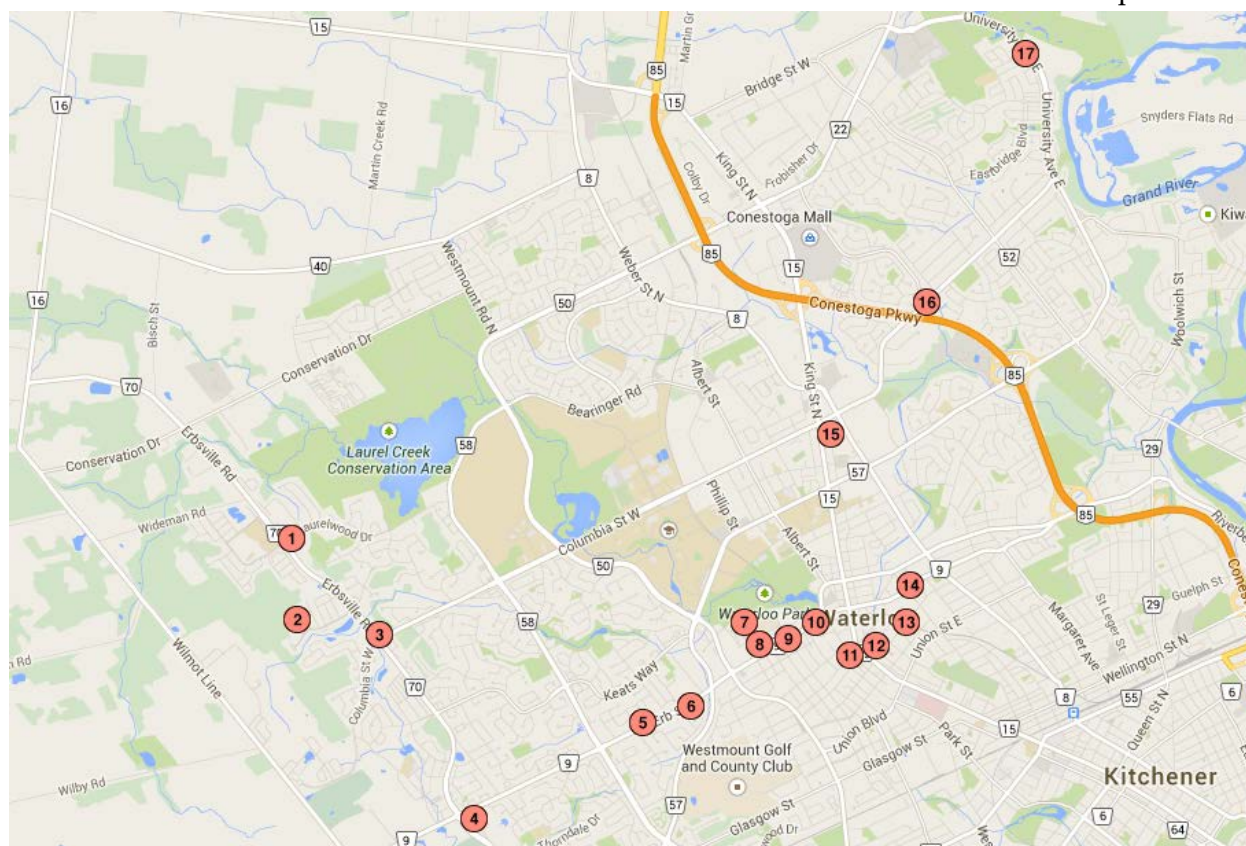 University Ave E
17
15
16
85
15
Martin Creek Rd
Bridge St W
22
University Ave E
Snyders Flats Rd
8
Colby Dr
King St N
Frobisher Dr
Eastbridge Blvd
Grand River
Conestoga Mall
40
Westmount Rd N
Weber St N
85
15
52
16
50
16
Conestoga Pkwy
Woolwich St
Bisch St
Conservation Dr
8
85
70
Albert St
King St N
Bearinger Rd
Laurel Creek
Conservation Area
58
15
29
Conservation Dr
Erbsville Rd
57
Phillip St
15
85
Wideman Rd
Laurelwood Dr
1
Columbia St W
Albert St
50
9
14
Guelph St
St Leger St
29
Margaret Ave
Erbsville Rd
2
3
58
Waterloo Park
7
8
9
10
11
12
13
Union St E
Wellington St N
Wilmot Line
Columbia St W
70
Keats Way
5
6
8
55
6
Queen St N
Union Blvd
Park St
Glasgow St
15
Westmount Golf
and County Club
9
Kitchener
Wilby Rd
57
4
9
Thorndale Dr
Glasgow St
6
64